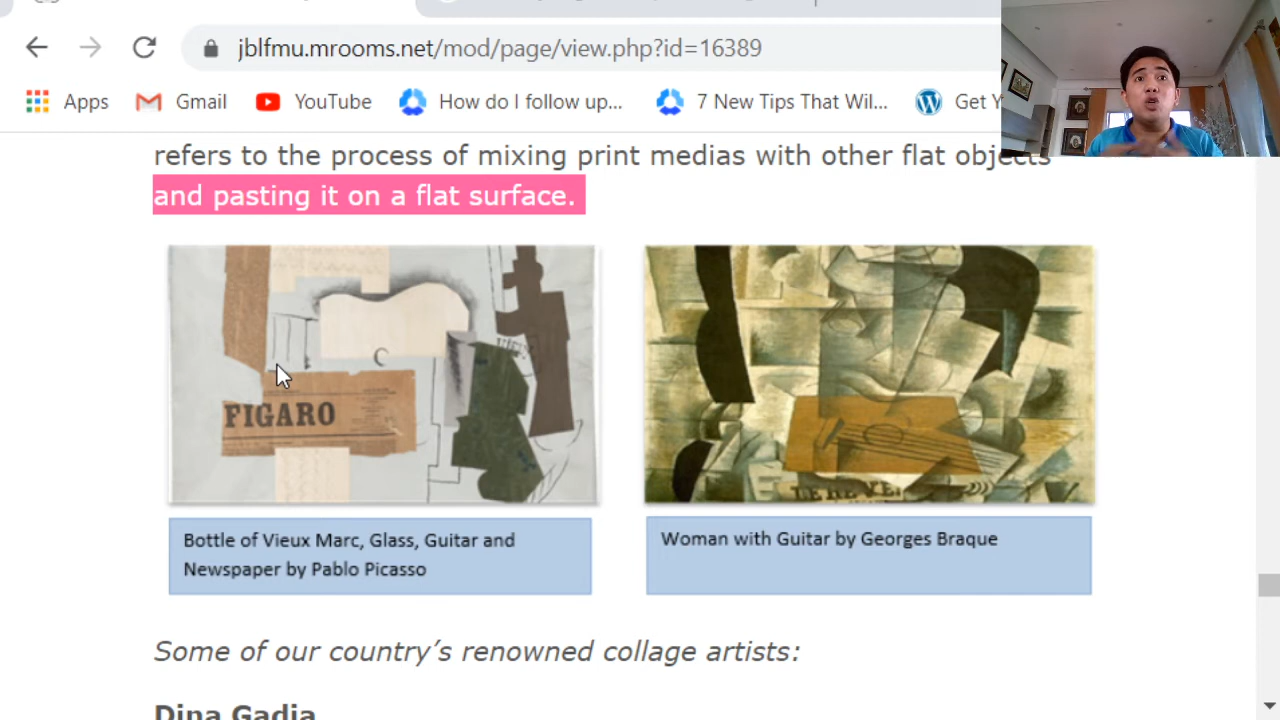 jblfmu.mrooms.net/mod/page/view.php?id=16389
Apps Gmail YouTube How do I follow up... 7 New Tips That Wil... Get Y
refers to the process of mixing print medias with other flat objects
and pasting it on a flat surface.
FIGARO
LE REVE
Bottle of Vieux Marc, Glass, Guitar and
Newspaper by Pablo Picasso
Woman with Guitar by Georges Braque
Some of our country's renowned collage artists:
Dina Gadia